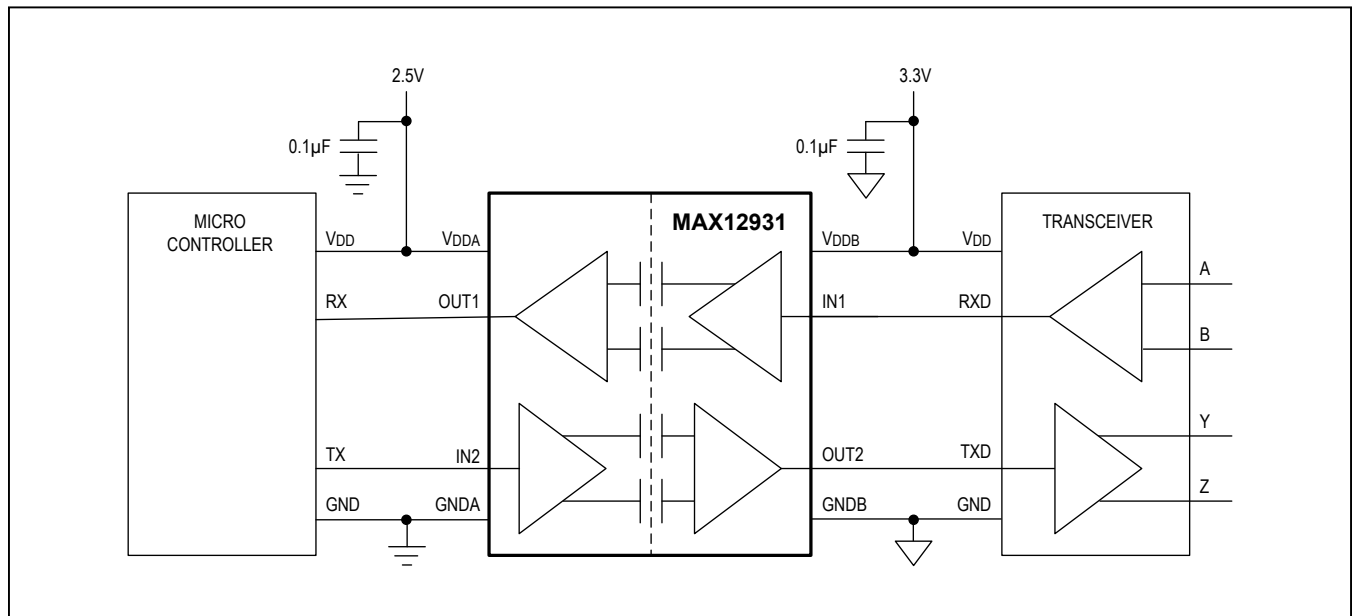 2.5V
3.3V
0.1µF
0.1µF
MICRO
CONTROLLER
MAX12931
TRANSCEIVER
VDD
VDDA
VDDB
VDD
A
RX
OUT1
IN1
RXD
B
Y
TX
IN2
OUT2
TXD
Z
GND
GNDA
GNDB
GND